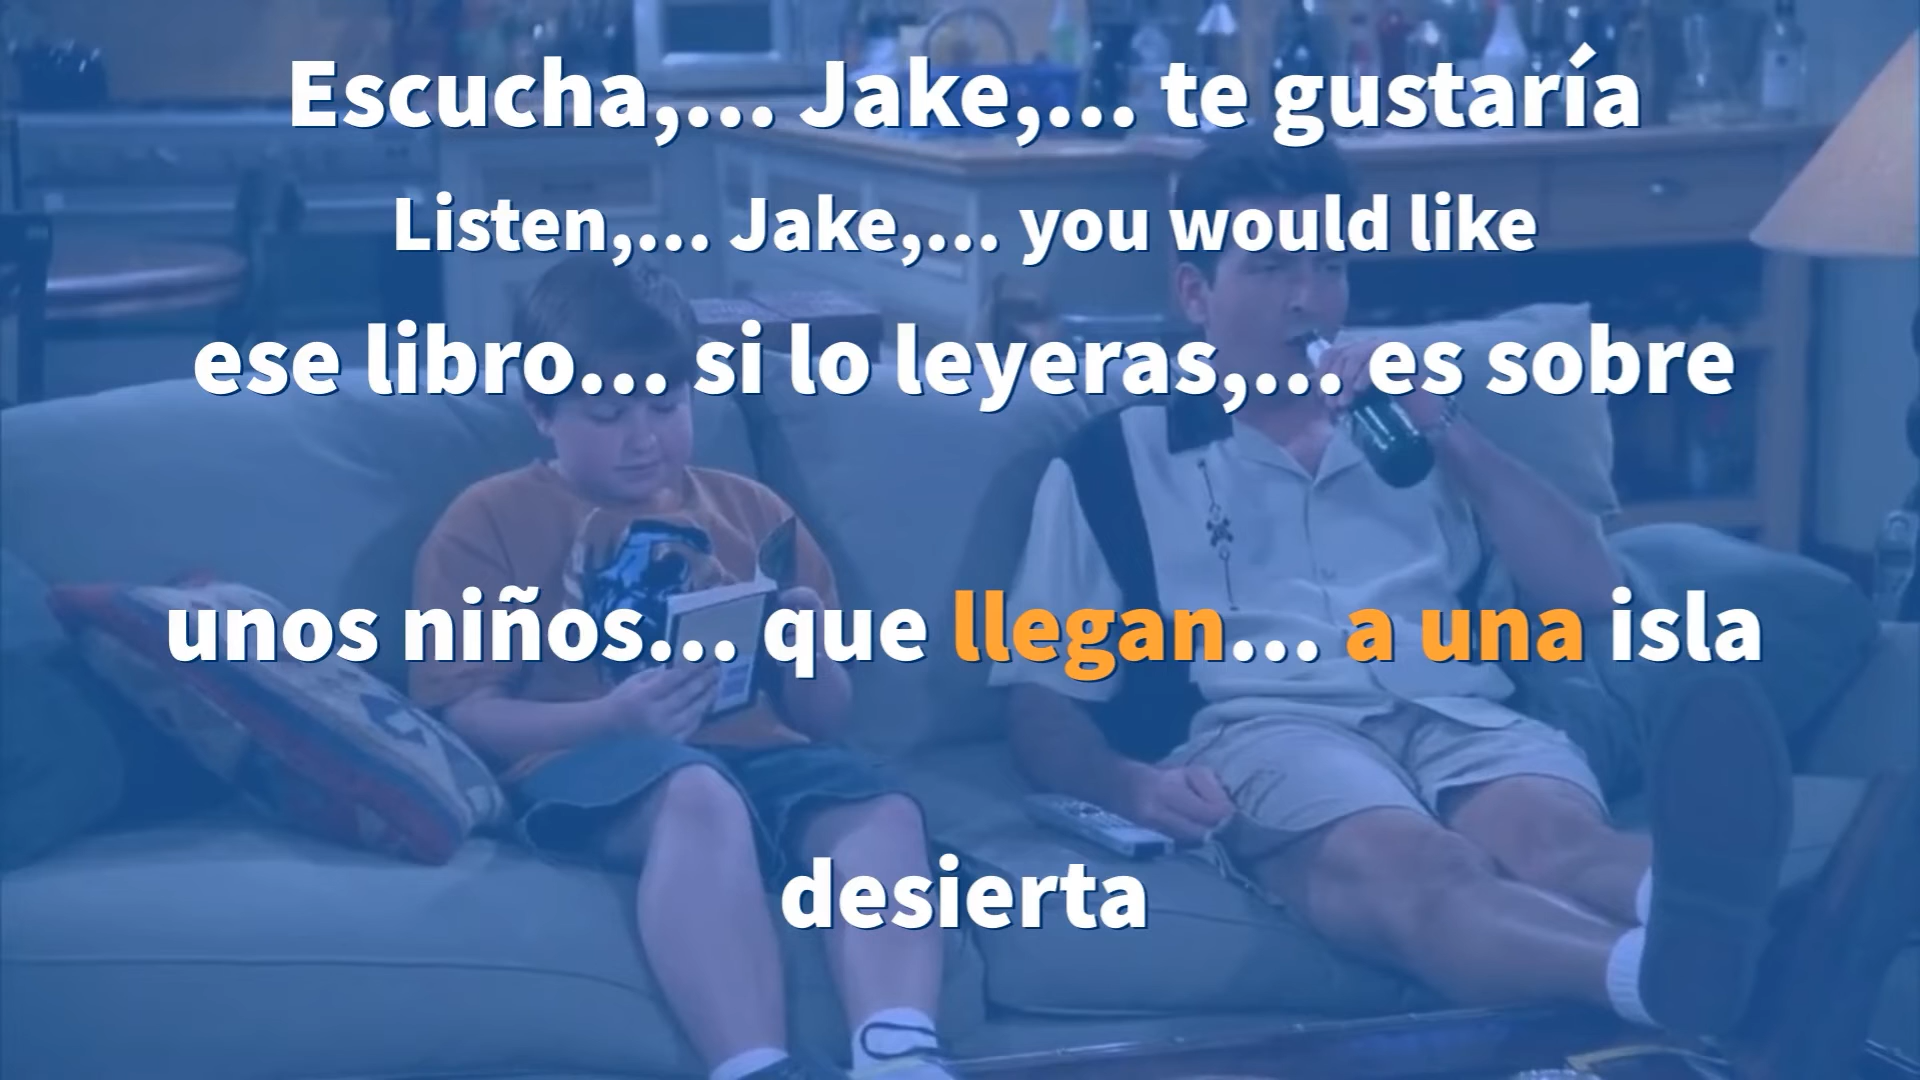 Escucha,... Jake,... te gustaría
Listen,... Jake,... you would like
ese libro... si lo leyeras,... es sobre
unos niños... que llegan... a una isla
desierta